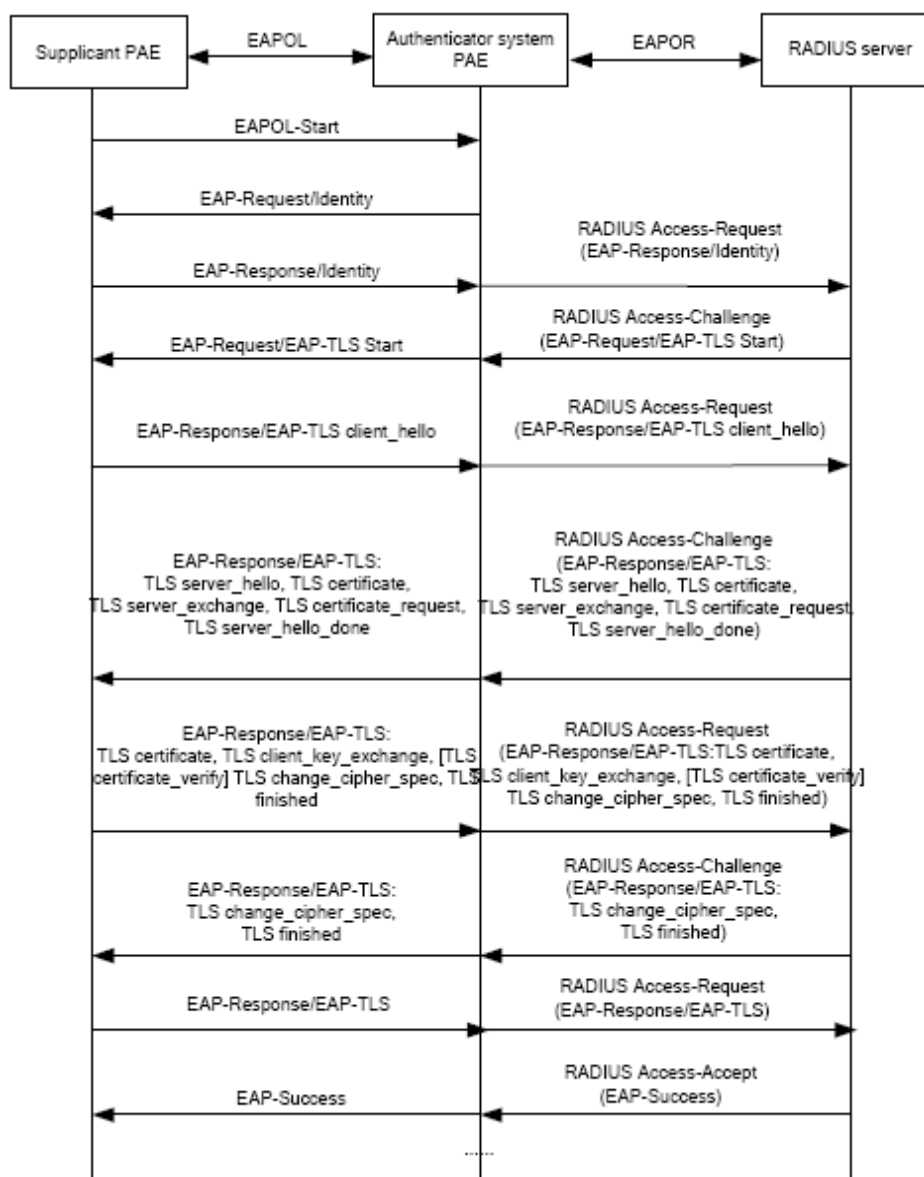 Supplicant PAE
EAPOL
Authenticator system
PAE
EAPOR
RADIUS server
EAPOL-Start
EAP-Request/Identity
RADIUS Access-Request
(EAP-Response/Identity)
EAP-Response/Identity
RADIUS Access-Challenge
(EAP-Request/EAP-TLS Start)
EAP-Request/EAP-TLS Start
RADIUS Access-Request
(EAP-Response/EAP-TLS client_hello)
EAP-Response/EAP-TLS client_hello
EAP-Response/EAP-TLS:
TLS server_hello, TLS certificate,
TLS server_exchange, TLS certificate_request,
TLS server_hello_done
RADIUS Access-Challenge
(EAP-Response/EAP-TLS:
TLS server_hello, TLS certificate,
TLS server_exchange, TLS certificate_request,
TLS server_hello_done)
EAP-Response/EAP-TLS:
TLS certificate, TLS client_key_exchange, [TLS
certificate_verify] TLS change_cipher_spec, TLS
finished
RADIUS Access-Request
(EAP-Response/EAP-TLS:TLS certificate,
TLS client_key_exchange, [TLS certificate_verify]
TLS change_cipher_spec, TLS finished)
EAP-Response/EAP-TLS:
TLS change_cipher_spec,
TLS finished
RADIUS Access-Challenge
(EAP-Response/EAP-TLS:
TLS change_cipher_spec,
TLS finished)
EAP-Response/EAP-TLS
RADIUS Access-Request
(EAP-Response/EAP-TLS)
EAP-Success
RADIUS Access-Accept
(EAP-Success)
......